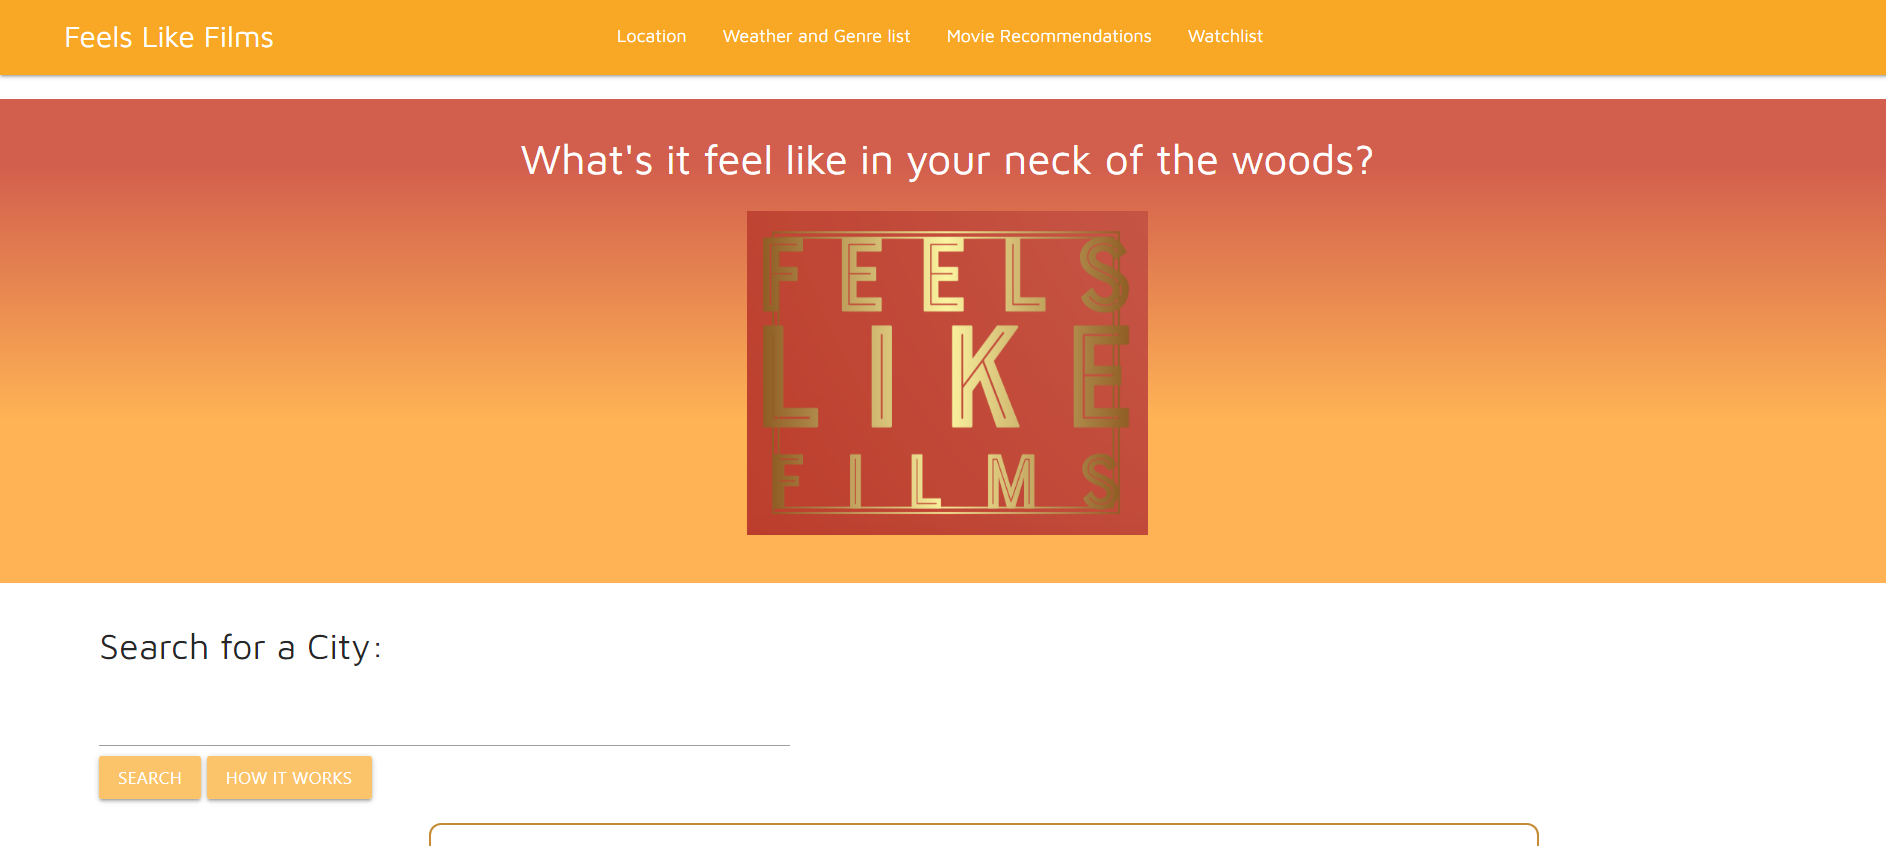 Feels Like Films
Location Weather and Genre list Movie Recommendations Watchlist
What's it feel like in your neck of the woods?
FEELS
LIKE
FILMS
Search for a City:
SEARCH HOW IT WORKS